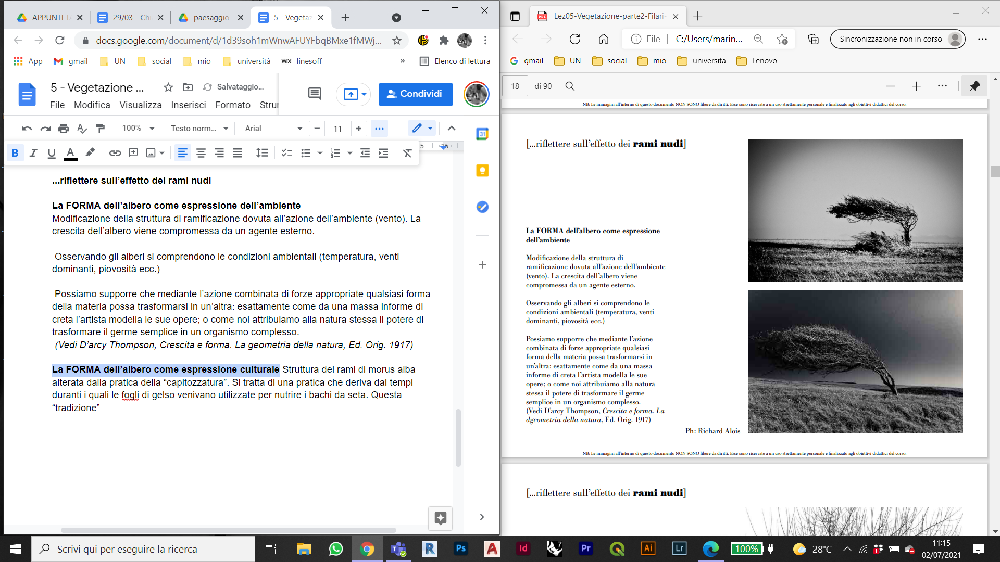 APPUNTI T
29/03 - Chi
paesaggio
5 - Vegetaz
docs.google.com/document/d/1d39soh1mWnwAFUYFbqBMxe1fMWj...
App
gmail
UN
social
mio
università
WIX
linesoff
»
Elenco di lettura
5 - Vegetazione ...
Salvataggio...
Condividi
File
Modifica
Visualizza
Inserisci
Formato
Strur
100%
Testo norm...
Arial
11
31
...riflettere sull'effetto dei rami nudi
La FORMA dell'albero come espressione dell'ambiente
Modificazione della struttura di ramificazione dovuta all'azione dell'ambiente (vento). La
crescita dell'albero viene compromessa da un agente esterno.
Osservando gli alberi si comprendono le condizioni ambientali (temperatura, venti
dominanti, piovosità ecc.)
Possiamo supporre che mediante l'azione combinata di forze appropriate qualsiasi forma
della materia possa trasformarsi in un'altra: esattamente come da una massa informe di
creta l'artista modella le sue opere; o come noi attribuiamo alla natura stessa il potere di
trasformare il germe semplice in un organismo complesso.
(Vedi D'arcy Thompson, Crescita e forma. La geometria della natura, Ed. Orig. 1917)
La FORMA dell'albero come espressione culturale Struttura dei rami di morus alba
alterata dalla pratica della “capitozzatura”. Si tratta di una pratica che deriva dai tempi
duranti i quali le fogli di gelso venivano utilizzate per nutrire i bachi da seta. Questa
“tradizione”
Lez05-Vegetazione-parte2-Filari-
File
C:/Users/marin...
Sincronizzazione non in corso
gmail
UN
social
mio
università
Lenovo
18
di 90
NB: Le immagini all'interno di questo documento NON SONO libere da diritti. Esse sono riservate a un uso strettamente personale e finalizzato agli obiettivi didattici del corso.
[...riflettere sull'effetto dei rami nudi]
La FORMA dell'albero come espressione
dell'ambiente
Modificazione della struttura di
ramificazione dovuta all'azione dell'ambiente
(vento). La crescita dell'albero viene
compromessa da un agente esterno.
Osservando gli alberi si comprendono le
condizioni ambientali (temperatura, venti
dominanti, piovosità ecc.)
Possiamo supporre che mediante l'azione
combinata di forze appropriate qualsiasi
forma della materia possa trasformarsi in
un'altra: esattamente come da una massa
informe di creta l'artista modella le sue
opere; o come noi attribuiamo alla natura
stessa il potere di trasformare il germe
semplice in un organismo complesso.
(Vedi D'arcy Thompson, Crescita e forma. La
dgeometria della natura, Ed. Orig. 1917)
Ph: Richard Alois
NB: Le immagini all'interno di questo documento NON SONO libere da diritti. Esse sono riservate a un uso strettamente personale e finalizzato agli obiettivi didattici del corso.
[...riflettere sull'effetto dei rami nudi]
Scrivi qui per eseguire la ricerca
100%
28°C
11:15
02/07/2021